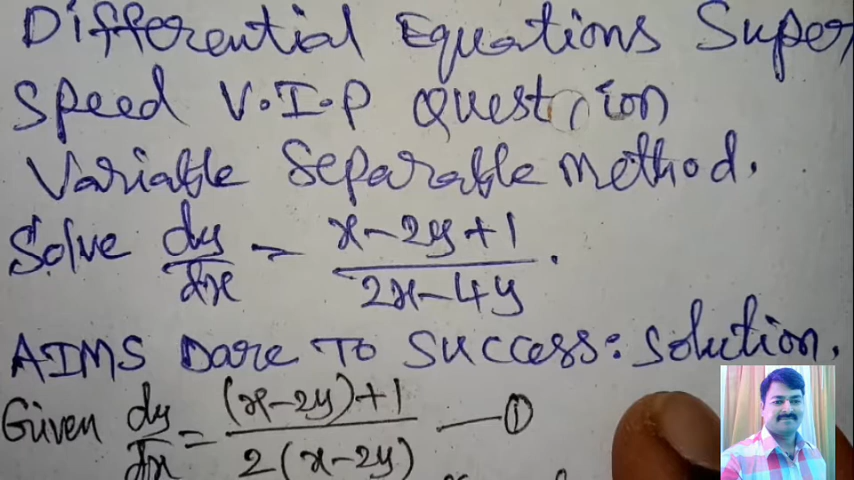 Differential Equations Super
Speed V.I.P Question
Variable Separable Method.
Solve dy/dx = x-2y+1/2x-4y.
AIMS Dare To Success: Solution.
Given dy/dx = (x-2y)+1/2(x-2y) —①